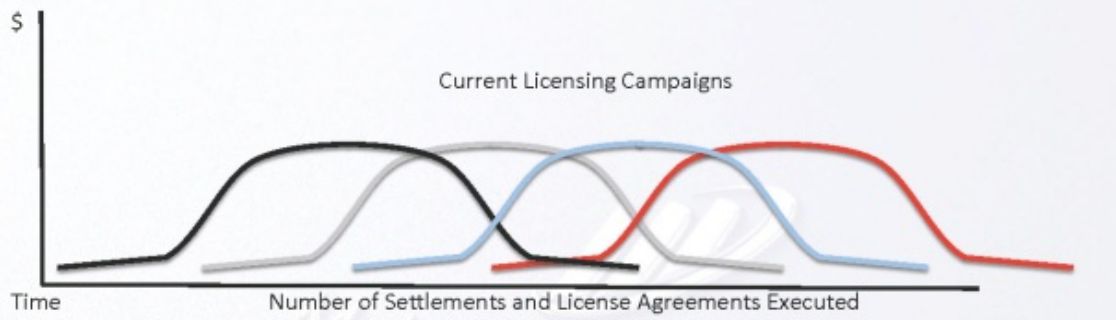 $
Current Licensing Campaigns
Time
Number of Settlements and License Agreements Executed